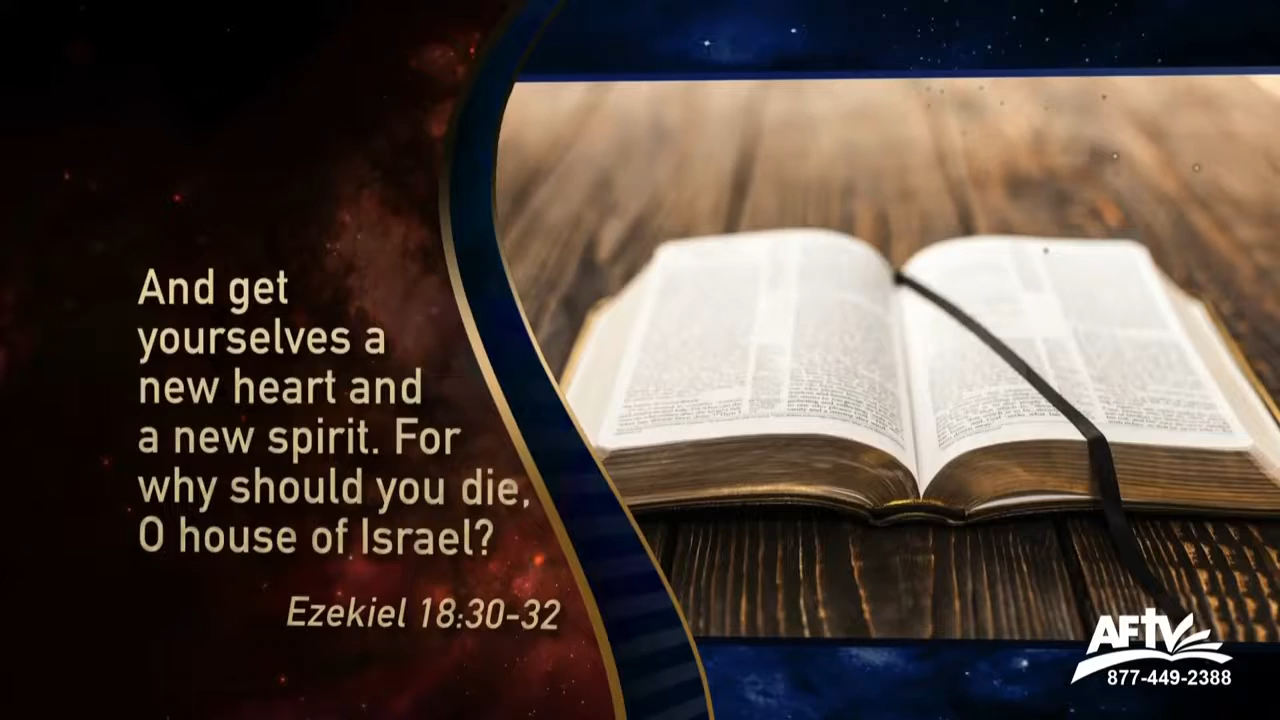 And get
yourselves a
new heart and
a new spirit. For
why should you die,
O house of Israel?
Ezekiel 18:30-32
AFTV
877-449-2388